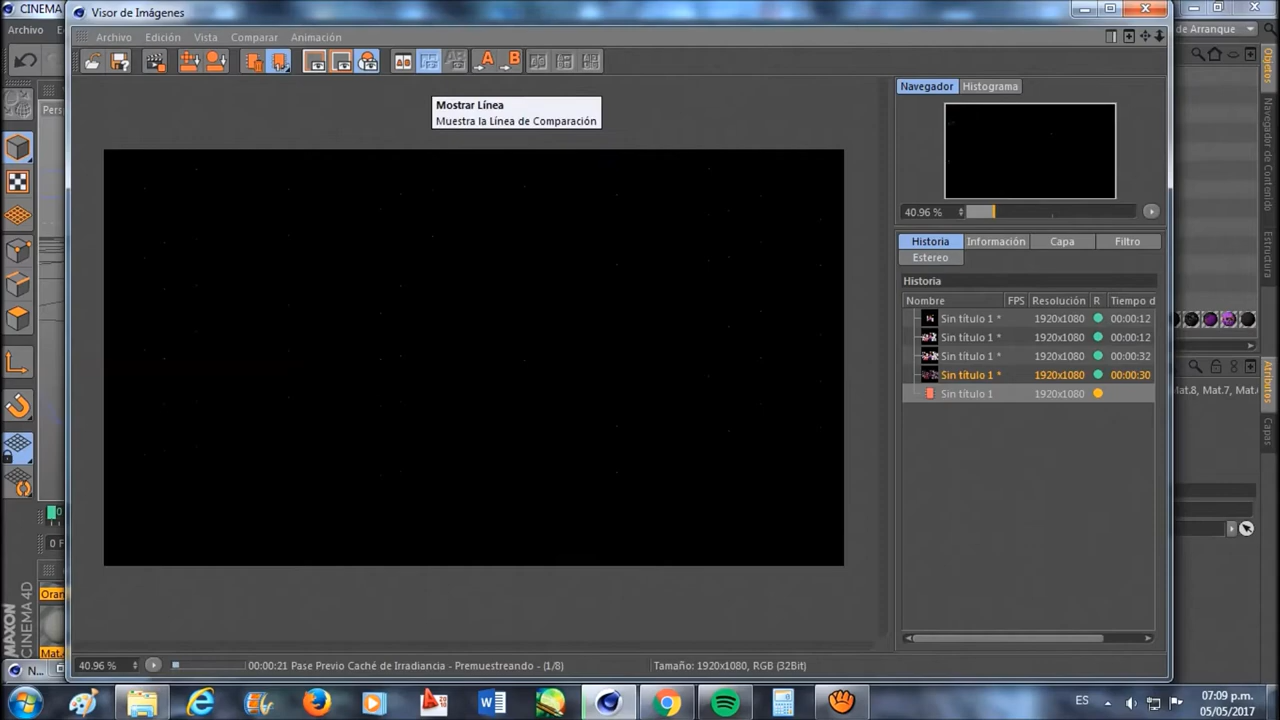 CINEMA
Visor de Imágenes
Archivo
Archivo Edición Vista Comparar Animación
de Arranque
Mostrar Línea
Muestra la Línea de Comparación
Navegador Histograma
40.96 %
Historia Información Capa Filtro
Estereo
Historia
Nombre FPS Resolución R Tiempo d
Sin título 1 * 1920x1080 00:00:12
Sin título 1 * 1920x1080 00:00:12
Sin título 1 * 1920x1080 00:00:32
Sin título 1 * 1920x1080 00:00:30
Sin título 1 1920x1080
Pers
Objetos
Navegador de Contenido
Estructura
Atributos
Capas
Mat.8, Mat.7, Mat.
0
0 F
Oran
Mat.
MAXON
CINEMA 4D
N...
40.96 % 00:00:21 Pase Previo Caché de Irradiancia - Premuestreando - (1/8) Tamaño: 1920x1080, RGB (32Bit)
ES
07:09 p.m.
05/05/2017